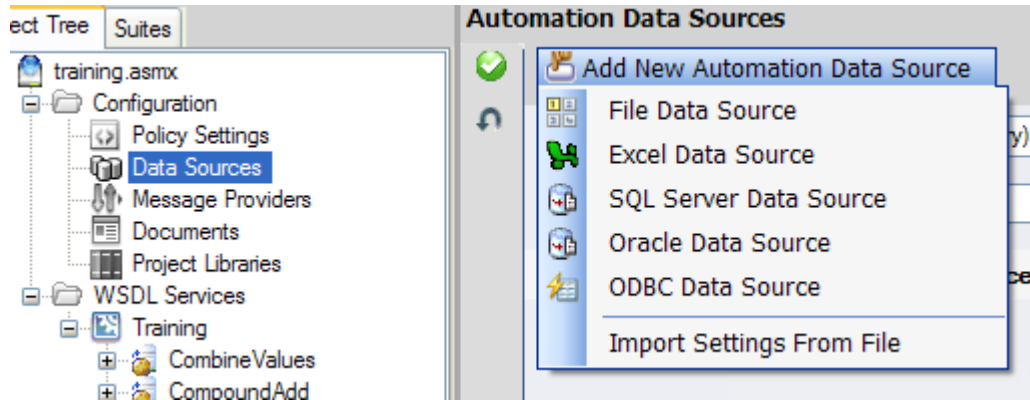 ect Tree
Suites
training.asmx
Configuration
Policy Settings
Data Sources
Message Providers
Documents
Project Libraries
WSDL Services
Training
CombineValues
CompoundAdd
Automation Data Sources
Add New Automation Data Source
File Data Source
Excel Data Source
SQL Server Data Source
Oracle Data Source
ODBC Data Source
Import Settings From File
y)
ce